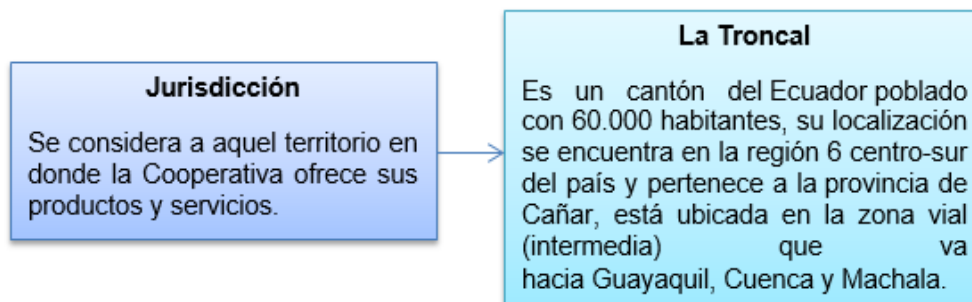 Jurisdicción
Se considera a aquel territorio en
donde la Cooperativa ofrece sus
productos y servicios.
La Troncal
Es un cantón del Ecuador poblado
con 60.000 habitantes, su localización
se encuentra en la región 6 centro-sur
del país y pertenece a la provincia de
Cañar, está ubicada en la zona vial
(intermedia) que va
hacia Guayaquil, Cuenca y Machala.